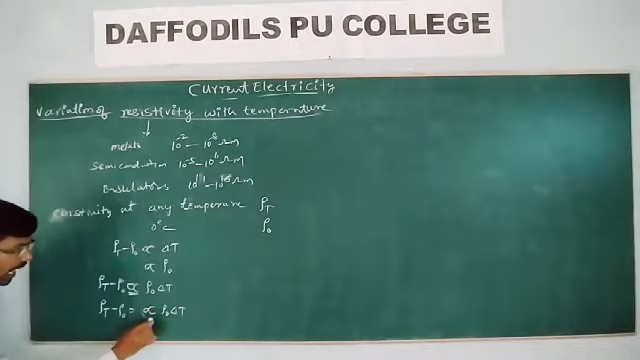 DAFFODILS PU COLLEGE
Current Electricity
Variation of resistivity with temperature
metals 10⁻² – 10⁻⁸ Ωm
Semiconductors 10⁻⁵ – 10⁶ Ωm
Insulators 10¹¹ – Ωm
resistivity at any temperure ρT
0°C ρ₀
ρT – ρ₀ ∝ ΔT
∝ ρ₀
ρT – ρ₀ ∝ ρ₀ ΔT
ρT – ρ₀ = ∝ ρ₀ ΔT